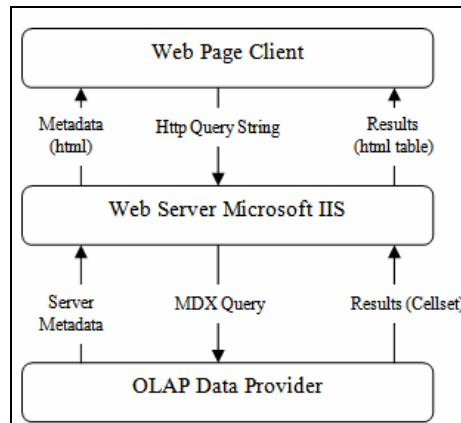 Web Page Client
Metadata
(html)
Http Query String
Results
(html table)
Web Server Microsoft IIS
Server
Metadata
MDX Query
Results (Cellset)
OLAP Data Provider